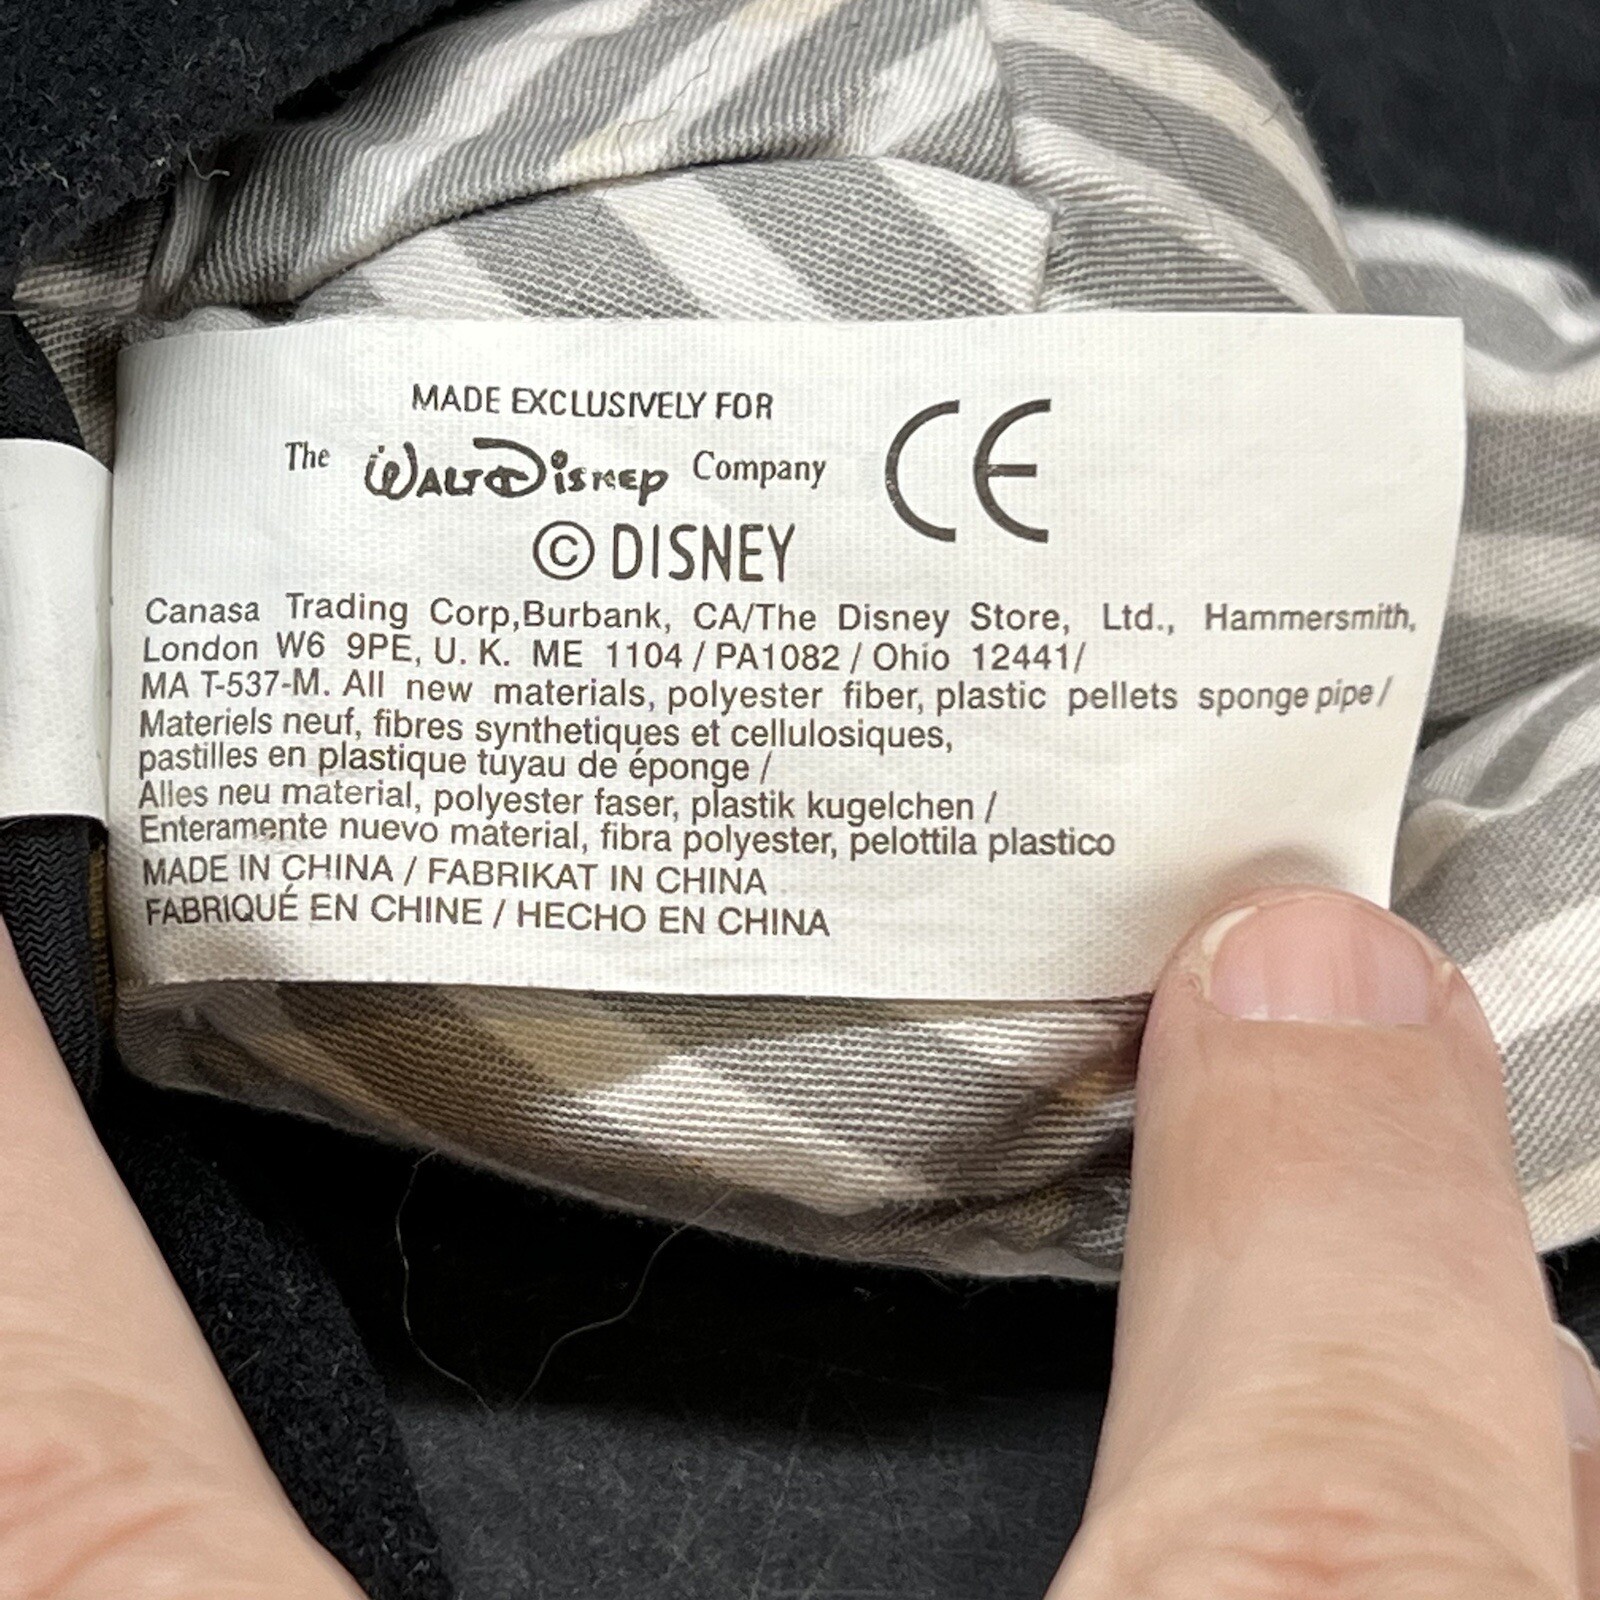 MADE EXCLUSIVELY FOR
The WALT DISNEY Company
CE
© DISNEY
Canasa Trading Corp,Burbank, CA/The Disney Store, Ltd., Hammersmith,
London W6 9PE, U. K. ME 1104 / PA1082 / Ohio 12441/
MA T-537-M. All new materials, polyester fiber, plastic pellets sponge pipe /
Materiels neuf, fibres synthetiques et cellulosiques,
pastilles en plastique tuyau de éponge /
Alles neu material, polyester faser, plastik kugelchen /
Enteramente nuevo material, fibra polyester, pelottila plastico
MADE IN CHINA / FABRIKAT IN CHINA
FABRIQUÉ EN CHINE / HECHO EN CHINA